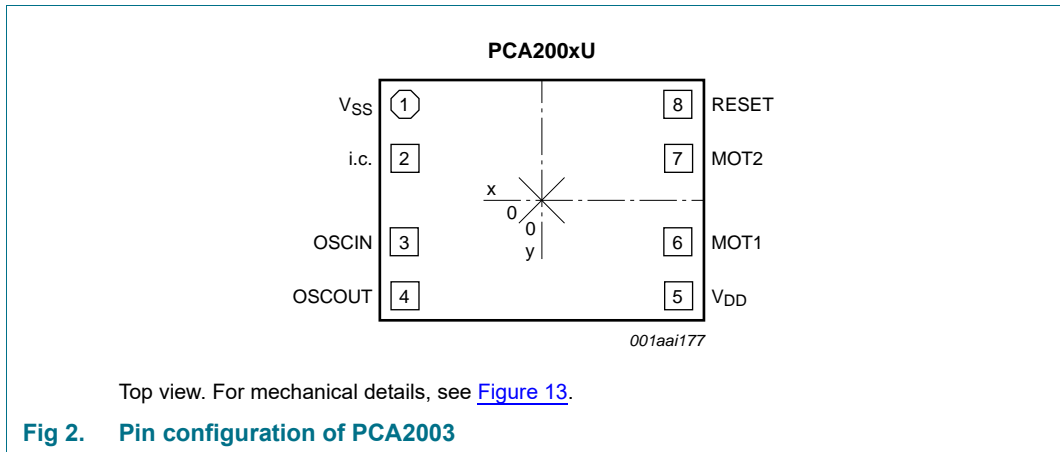 PCA200xU
VSS 1 8 RESET
i.c. 2 7 MOT2
x
0
0
y
OSCIN 3 6 MOT1
OSCOUT 4 5 VDD
001aai177
Top view. For mechanical details, see Figure 13.
Fig 2. Pin configuration of PCA2003